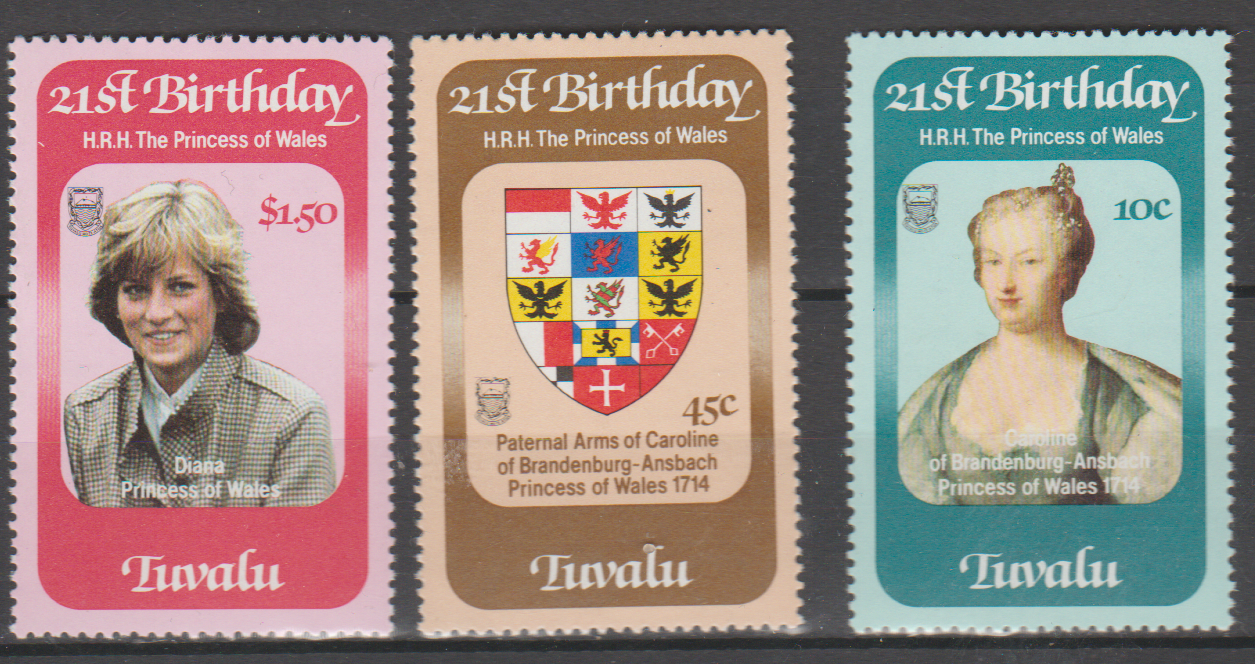 21st Birthday
H.R.H. The Princess of Wales
$1.50
Diana
Princess of Wales
Tuvalu
21st Birthday
H.R.H. The Princess of Wales
45c
Paternal Arms of Caroline
of Brandenburg-Ansbach
Princess of Wales 1714
Tuvalu
21st Birthday
H.R.H. The Princess of Wales
10c
Caroline
of Brandenburg-Ansbach
Princess of Wales 1714
Tuvalu